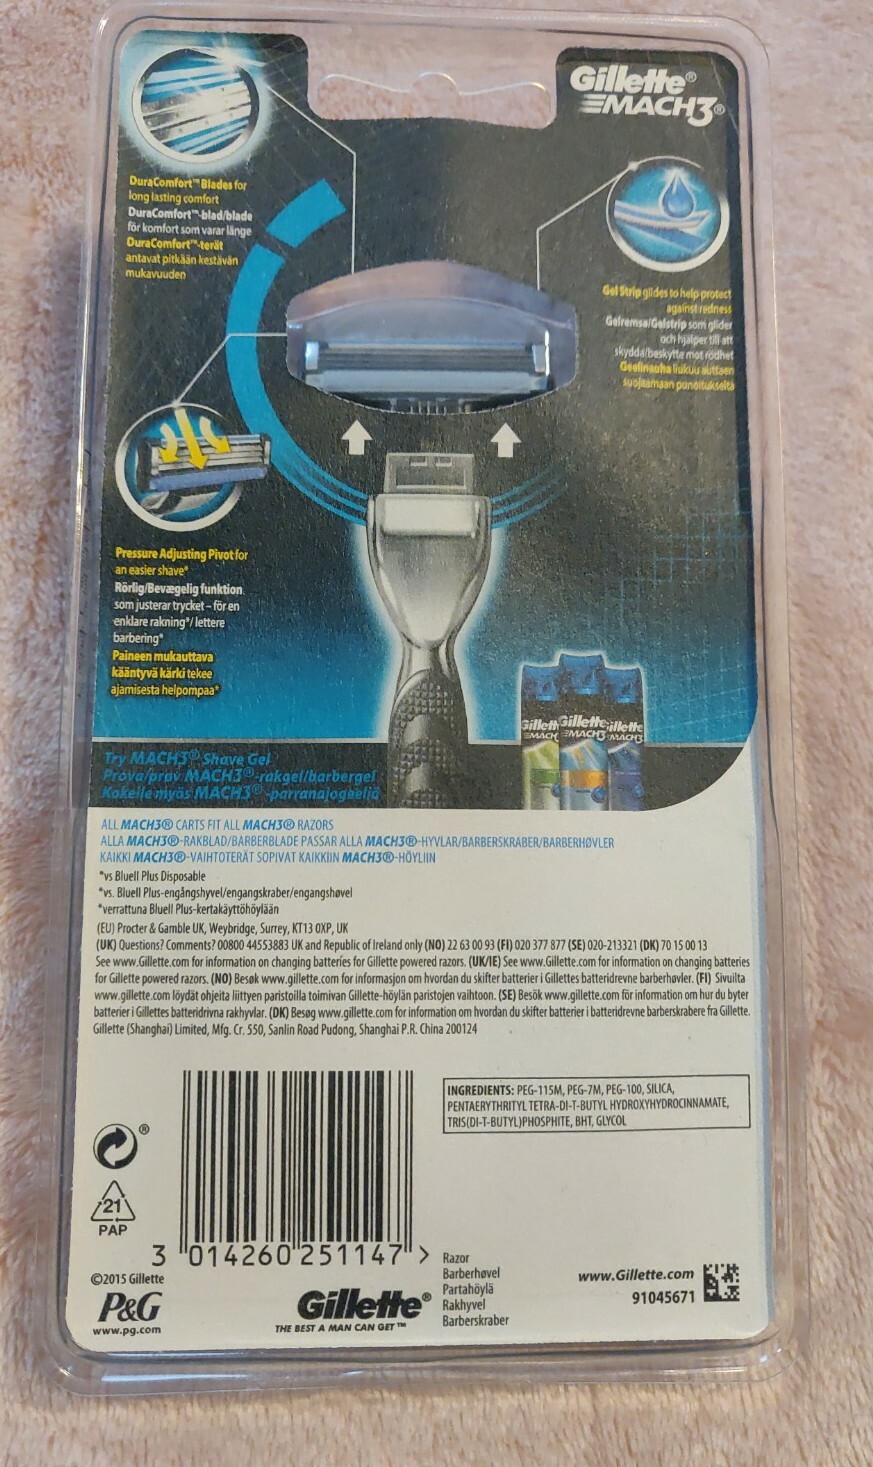 Gillette®
MACH3®
DuraComfort™ Blades for
long lasting comfort
DuraComfort™-blad/blade
för komfort som varar länge
DuraComfort™-terät
antavat pitkään kestävän
mukavuuden
Gel Strip glides to help protect
against redness
Gelremsa/Gelstrip som glider
och hjälper till att
skydda/beskytte mot rödhet
Geelinauha liukuu auttaen
suojaamaan punoitukselta
Pressure Adjusting Pivot for
an easier shave*
Rörlig/Bevægelig funktion
som justerar trycket – för en
enklare rakning*/ lettere
barbering*
Paineen mukauttava
kääntyvä kärki tekee
ajamisesta helpompaa*
Gillette Gillette Gillette
MACH MACH3 MACH3
Try MACH3® Shave Gel
Prova/prøv MACH3®-rakgel/barbergel
Kokeile myös MACH3®-parranajogeeliä
ALL MACH3® CARTS FIT ALL MACH3® RAZORS
ALLA MACH3®-RAKBLAD/BARBERBLADE PASSAR ALLA MACH3®-HYVLAR/BARBERSKRABER/BARBERHØVLER
KAIKKI MACH3®-VAIHTOTERÄT SOPIVAT KAIKKIIN MACH3®-HÖYLIIN
*vs BlueII Plus Disposable
*vs. BlueII Plus-engångshyvel/engangskraber/engangshøvel
*verrattuna BlueII Plus-kertakäyttöhöylään
(EU) Procter & Gamble UK, Weybridge, Surrey, KT13 0XP, UK
(UK) Questions? Comments? 00800 44553883 UK and Republic of Ireland only (NO) 22 63 00 93 (FI) 020 377 877 (SE) 020-213321 (DK) 70 15 00 13
See www.Gillette.com for information on changing batteries for Gillette powered razors. (UK/IE) See www.Gillette.com for information on changing batteries
for Gillette powered razors. (NO) Besøk www.gillette.com for informasjon om hvordan du skifter batterier i Gillettes batteridrevne barberhøvler. (FI) Sivuilta
www.gillette.com löydät ohjeita liittyen paristoilla toimivan Gillette-höylän paristojen vaihtoon. (SE) Besök www.gillette.com för information om hur du byter
batterier i Gillettes batteridrivna rakhyvlar. (DK) Besøg www.gillette.com for information om hvordan du skifter batterier i batteridrevne barberskrabere fra Gillette.
Gillette (Shanghai) Limited, Mfg. Cr. 550, Sanlin Road Pudong, Shanghai P.R. China 200124
INGREDIENTS: PEG-115M, PEG-7M, PEG-100, SILICA,
PENTAERYTHRITYL TETRA-DI-T-BUTYL HYDROXYHYDROCINNAMATE,
TRIS(DI-T-BUTYL)PHOSPHITE, BHT, GLYCOL
®
21
PAP
3 014260 251147 >
©2015 Gillette
P&G
www.pg.com
Gillette®
THE BEST A MAN CAN GET™
Razor
Barberhøvel
Partahöylä
Rakhyvel
Barberskraber
www.Gillette.com
91045671